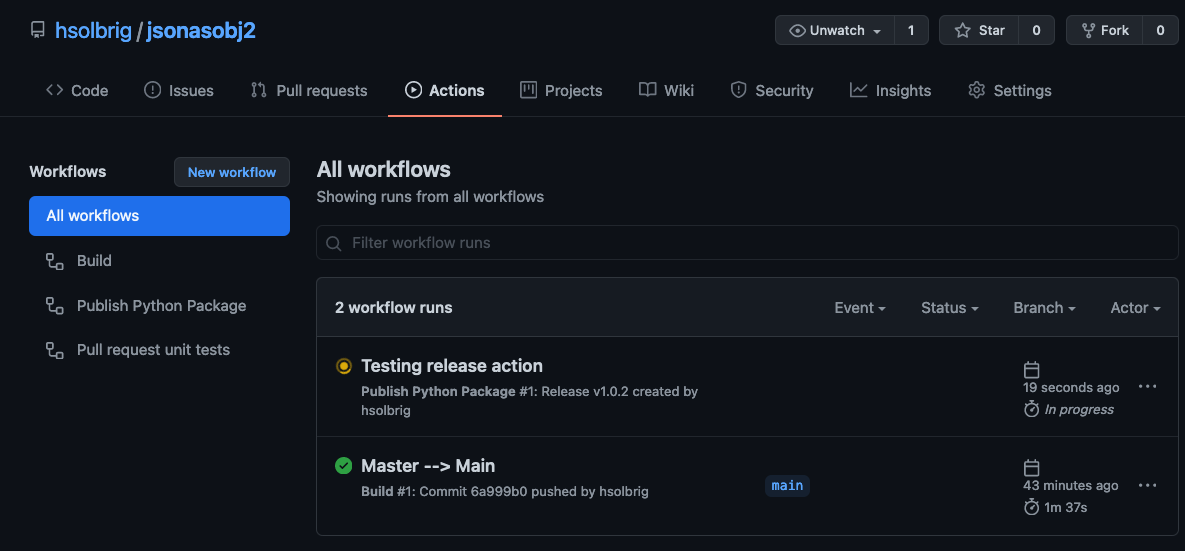 hsolbrig / jsonasobj2
Unwatch 1 Star 0 Fork 0
Code Issues Pull requests Actions Projects Wiki Security Insights Settings
Workflows
New workflow
All workflows
Build
Publish Python Package
Pull request unit tests
All workflows
Showing runs from all workflows
Filter workflow runs
2 workflow runs
Event Status Branch Actor
Testing release action
Publish Python Package #1: Release v1.0.2 created by
hsolbrig
19 seconds ago
In progress
Master --> Main
Build #1: Commit 6a999b0 pushed by hsolbrig
main
43 minutes ago
1m 37s